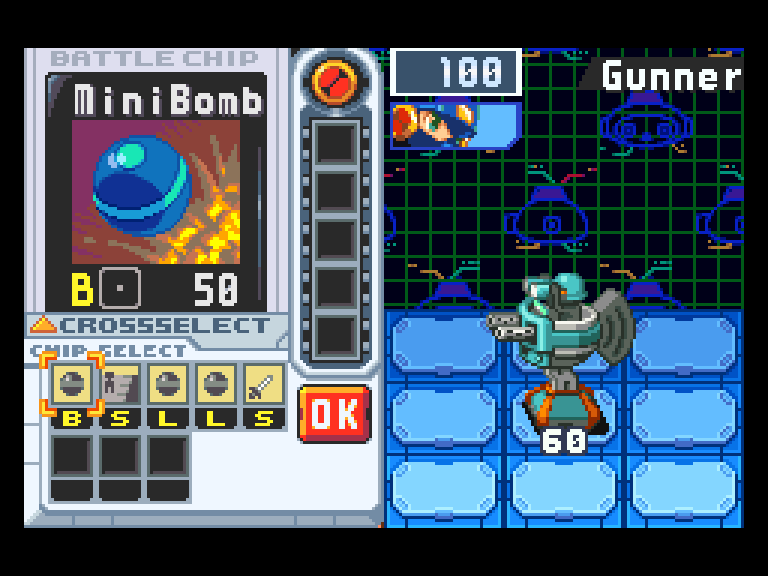 BATTLE CHIP
MiniBomb
B 50
CROSSSELECT
CHIP SELECT
B S L L S
OK
100
Gunner
60